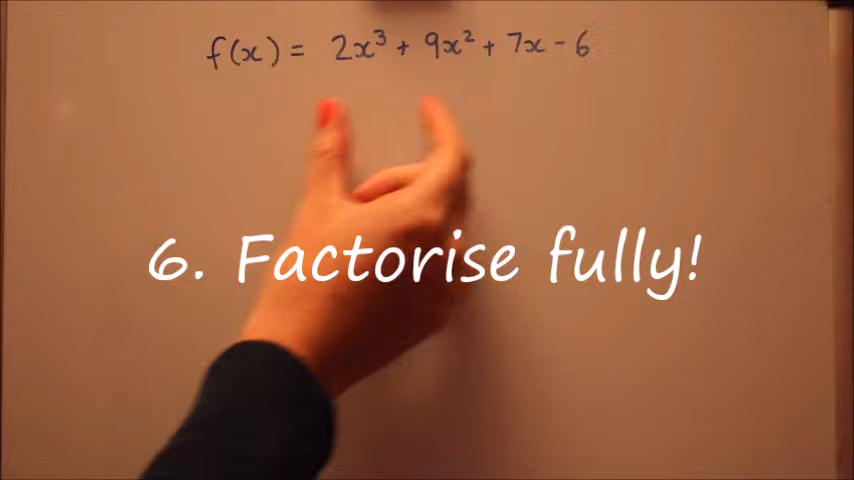 f(x) = 2x³ + 9x² + 7x - 6
6. Factorise fully!